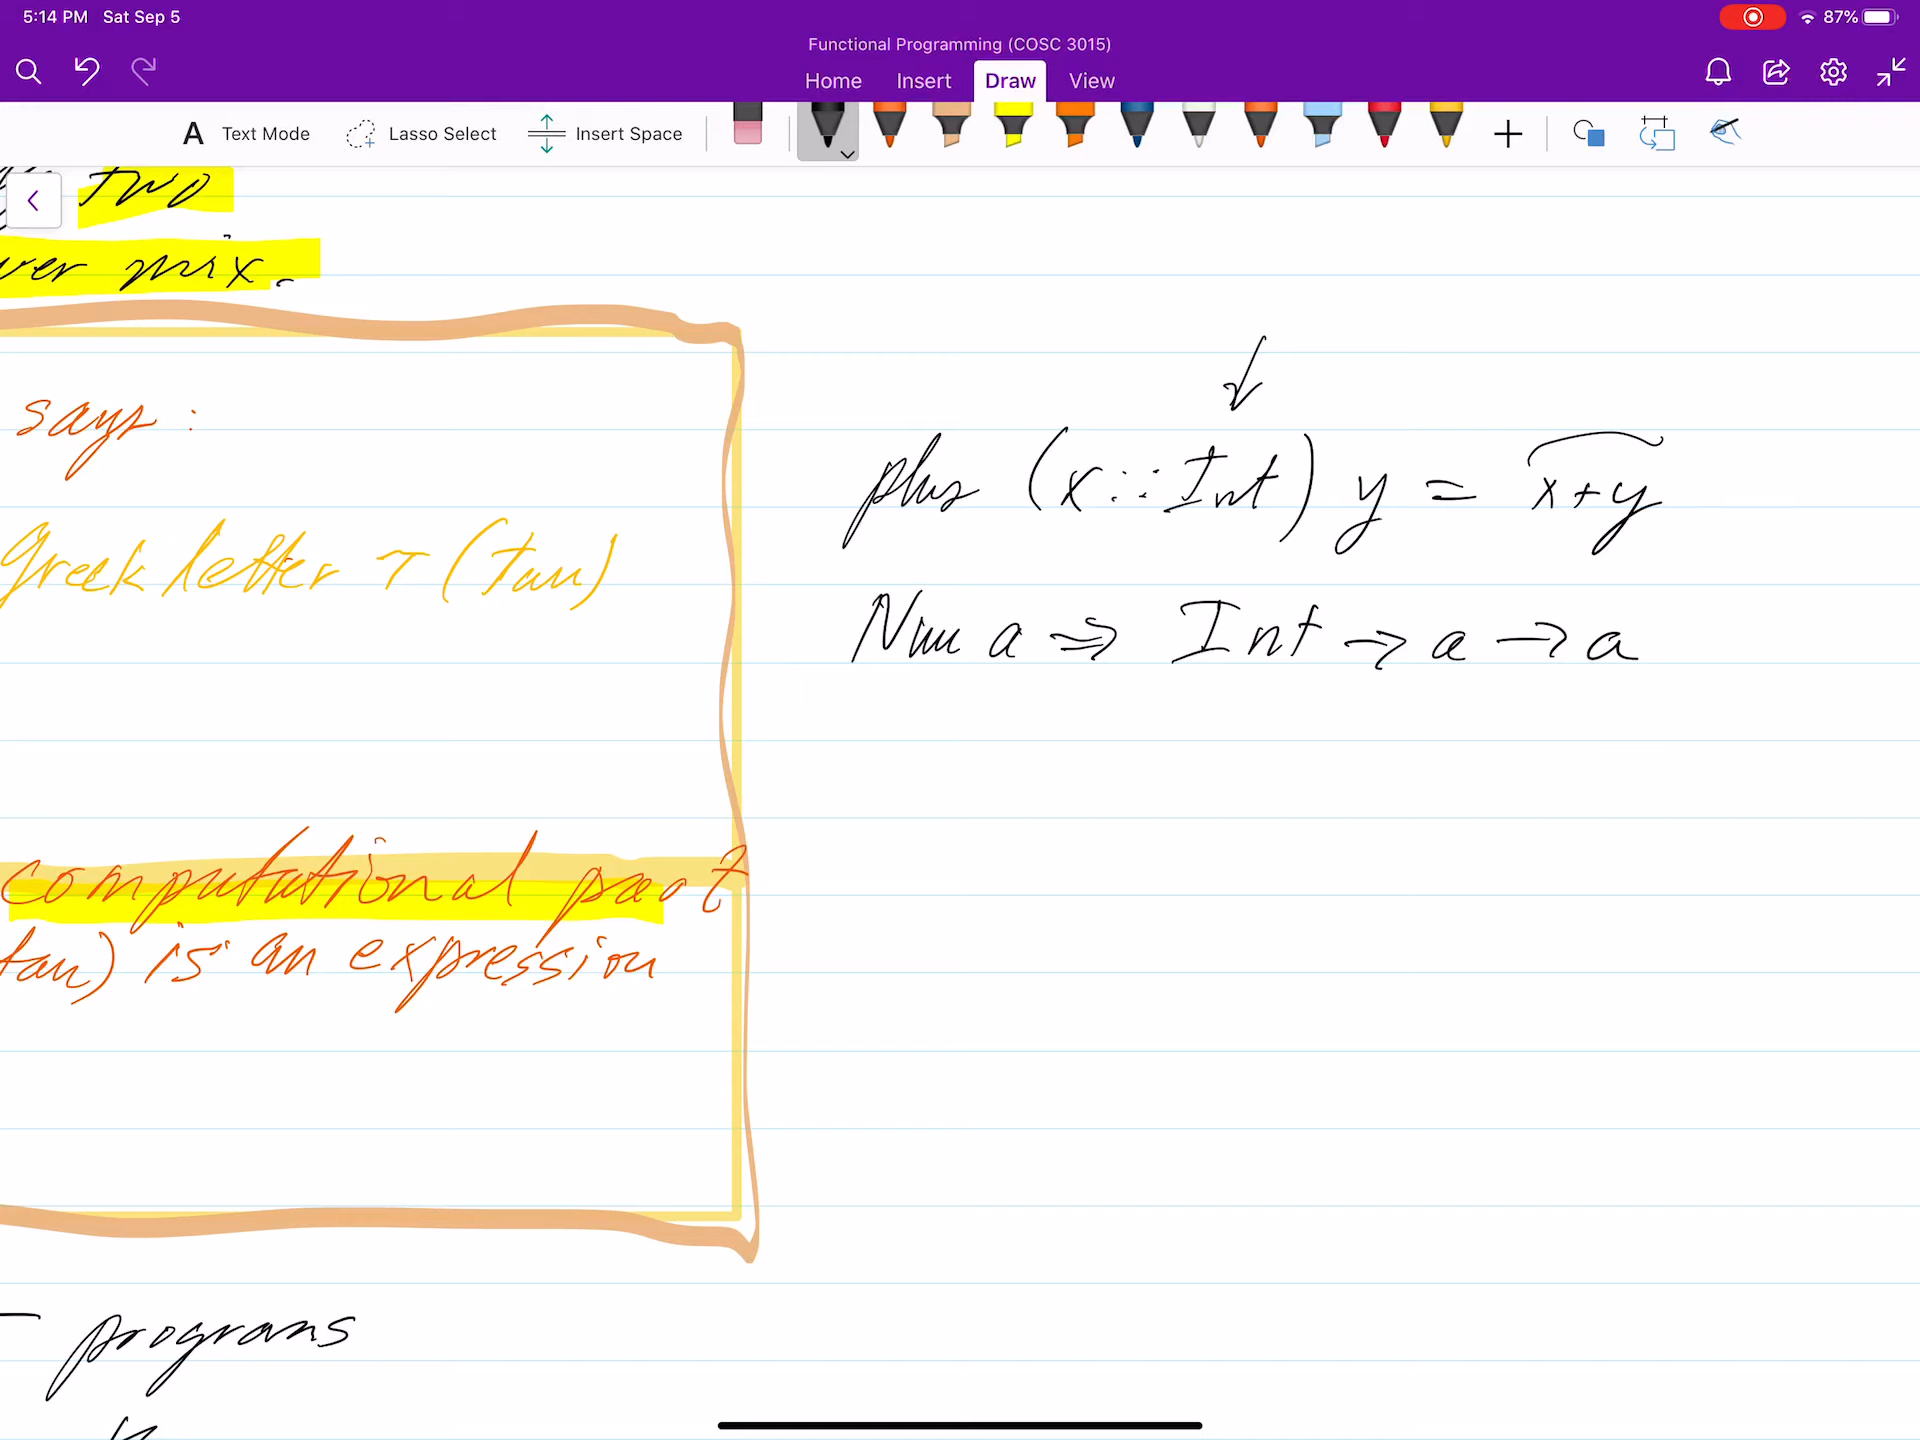 5:14 PM Sat Sep 5
87%
Functional Programming (COSC 3015)
Home Insert Draw View
A Text Mode Lasso Select Insert Space
two
ver mix.
says :
Greek letter τ (tau)
computational part
tau) is an expression
programs
plus (x :: Int) y = x+y
Num a => Int -> a -> a